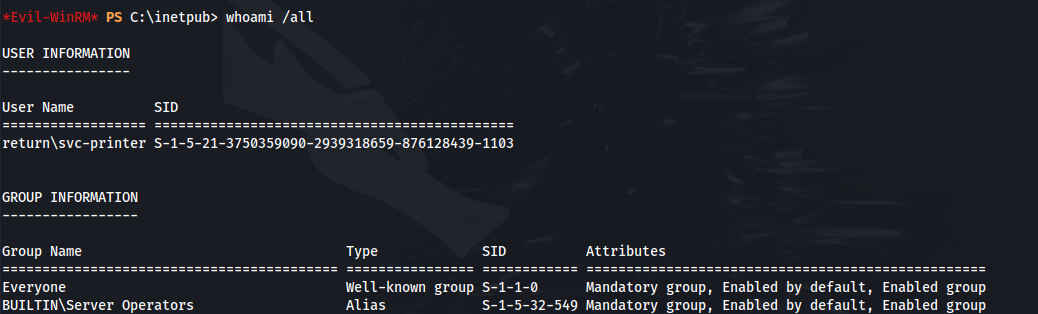 *Evil-WinRM* PS C:\inetpub> whoami /all
USER INFORMATION
----------------
User Name          SID
================== =============================================
return\svc-printer S-1-5-21-3750359090-2939318659-876128439-1103
GROUP INFORMATION
-----------------
Group Name                                 Type             SID          Attributes
========================================== ================ ============ ==================================================
Everyone                                   Well-known group S-1-1-0      Mandatory group, Enabled by default, Enabled group
BUILTIN\Server Operators                   Alias            S-1-5-32-549 Mandatory group, Enabled by default, Enabled group